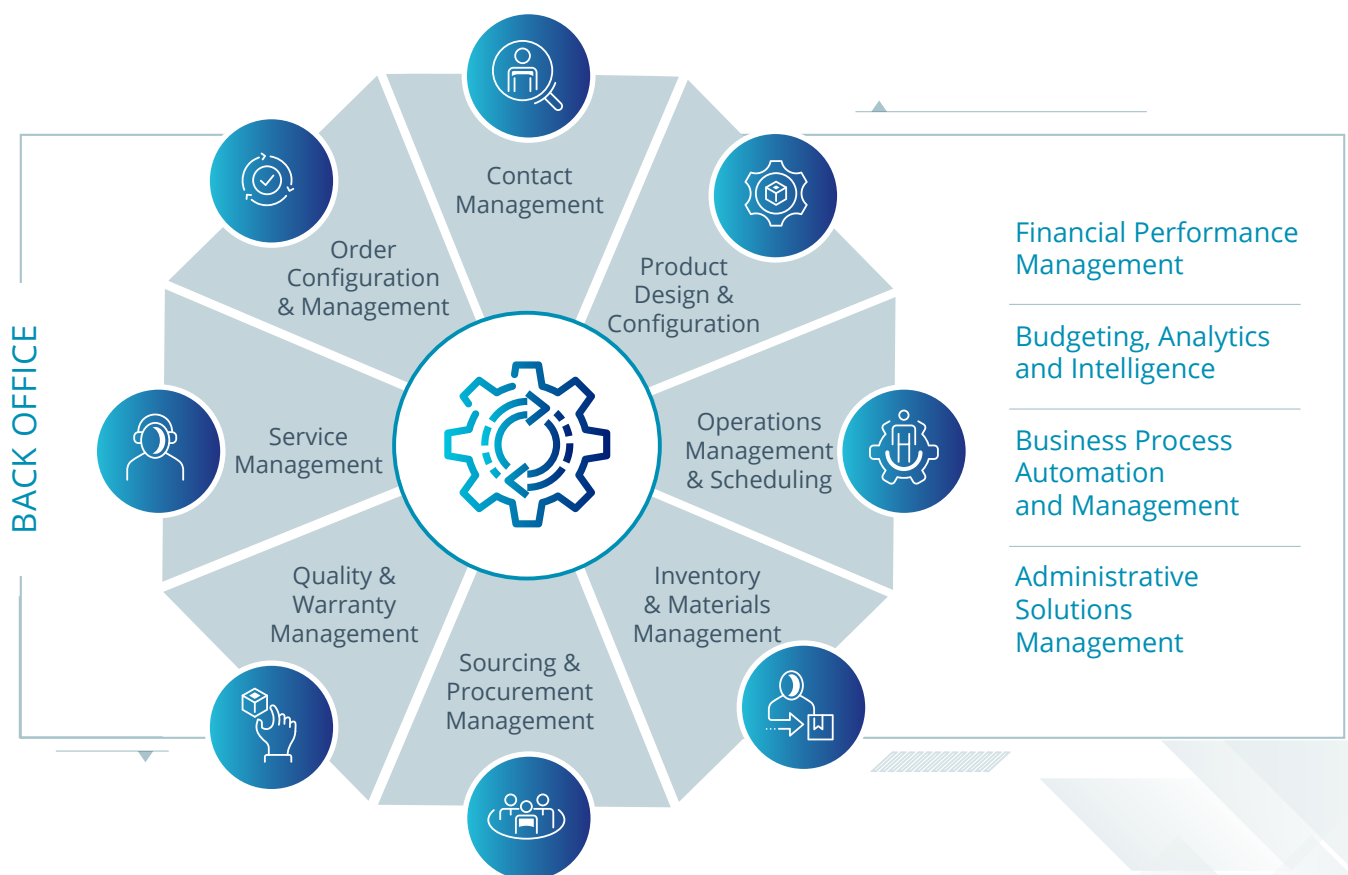 BACK OFFICE
Contact
Management
Product
Design &
Configuration
Operations
Management
& Scheduling
Inventory
& Materials
Management
Sourcing &
Procurement
Management
Quality &
Warranty
Management
Service
Management
Order
Configuration
& Management
Financial Performance
Management
Budgeting, Analytics
and Intelligence
Business Process
Automation
and Management
Administrative
Solutions
Management